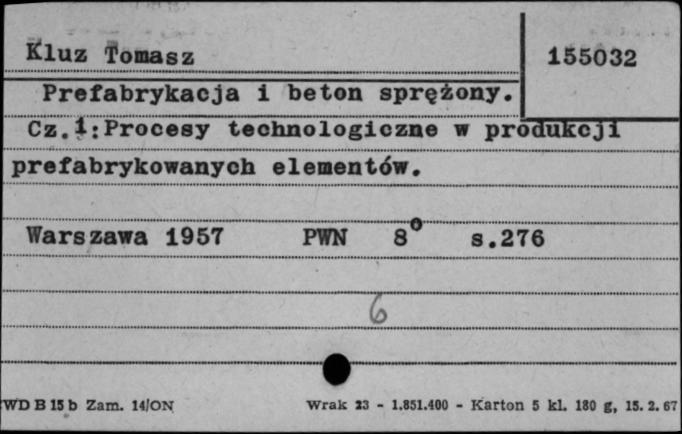 Kluz Tomasz
155032
Prefabrykacja i beton sprężony.
Cz.1:Procesy technologiczne w produkcji
prefabrykowanych elementów.
Warszawa 1957 PWN 8° s.276
6
WD B 15 b Zam. 14/ON Wrak 23 - 1.851.400 - Karton 5 kl. 180 g, 15. 2. 67